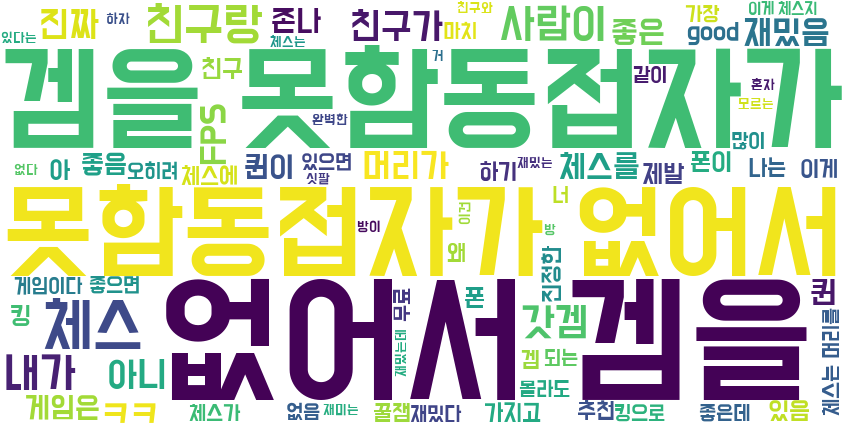 있다는 진짜 하자 친구랑 존나 친구가 친구와 마치 사람이 좋은 가장 good 이게 체스지 재밌음
체스는
겜을 못함동접자가
친구 FPS 완벽한 거 같이 혼자 모르는 많이
없다 아 좋음 오히려 체스에 퀸이 있으면 싯팔 머리가 하기 재밌는 체스를 제발 폰이 나는 이게
못함동접자가 없어서
방이 이건 왜 너 방 진정한
게임이다 좋으면
없어서 겜을
킹 체스 무료 폰 갓겜 퀸
내가 아니 재밌는데 겜 되는 몰라도 체스는 머리를
게임은 ㅋㅋ 체스가 없음 재미는 꿀잼 재밌다 가지고 추천 킹으로 좋은데 있음